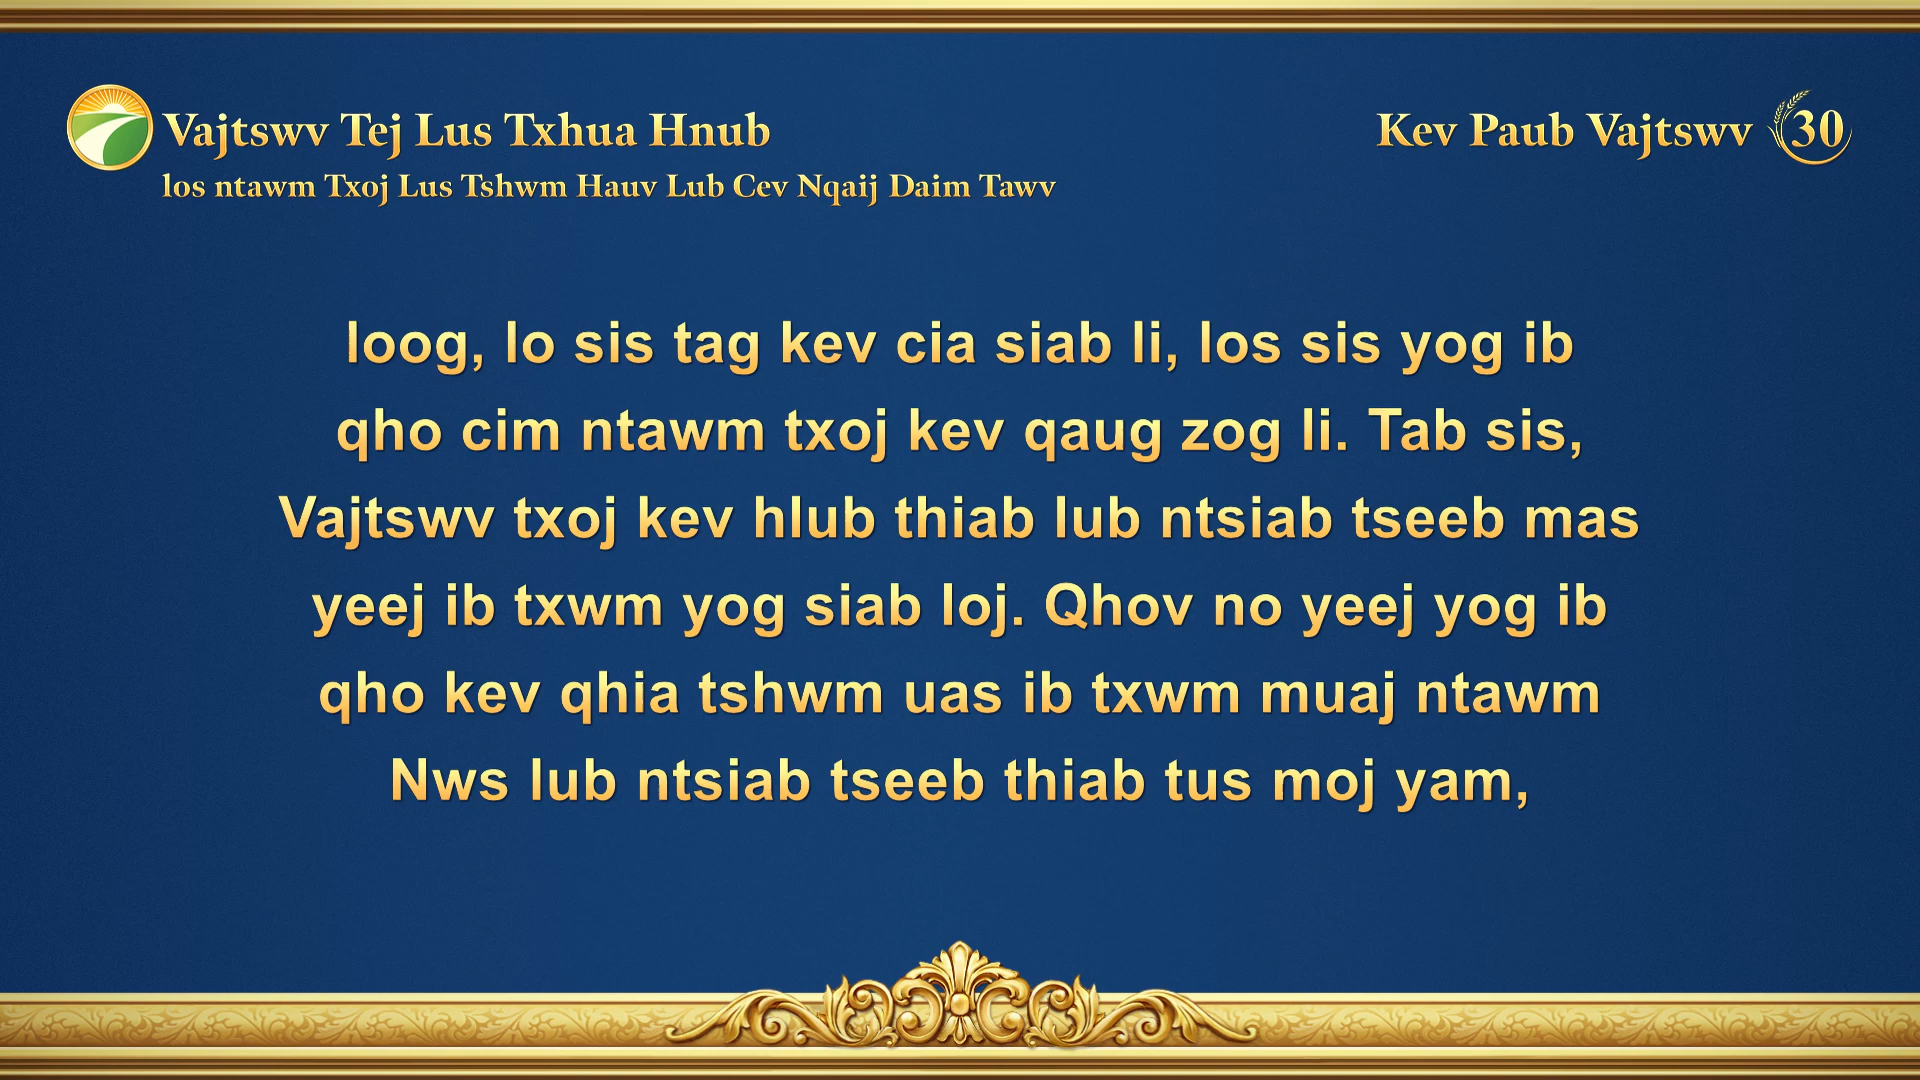 Vajtswv Tej Lus Txhua Hnub
los ntawm Txoj Lus Tshwm Hauv Lub Cev Nqaij Daim Tawv
Kev Paub Vajtswv 30
loog, lo sis tag kev cia siab li, los sis yog ib
qho cim ntawm txoj kev qaug zog li. Tab sis,
Vajtswv txoj kev hlub thiab lub ntsiab tseeb mas
yeej ib txwm yog siab loj. Qhov no yeej yog ib
qho kev qhia tshwm uas ib txwm muaj ntawm
Nws lub ntsiab tseeb thiab tus moj yam,